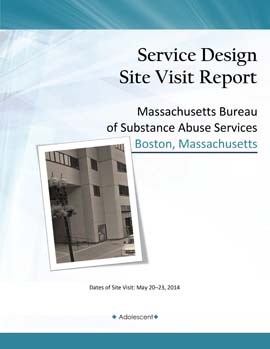 Service Design
Site Visit Report
Massachusetts Bureau
of Substance Abuse Services
Boston, Massachusetts
Dates of Site Visit: May 20–23, 2014
Adolescent